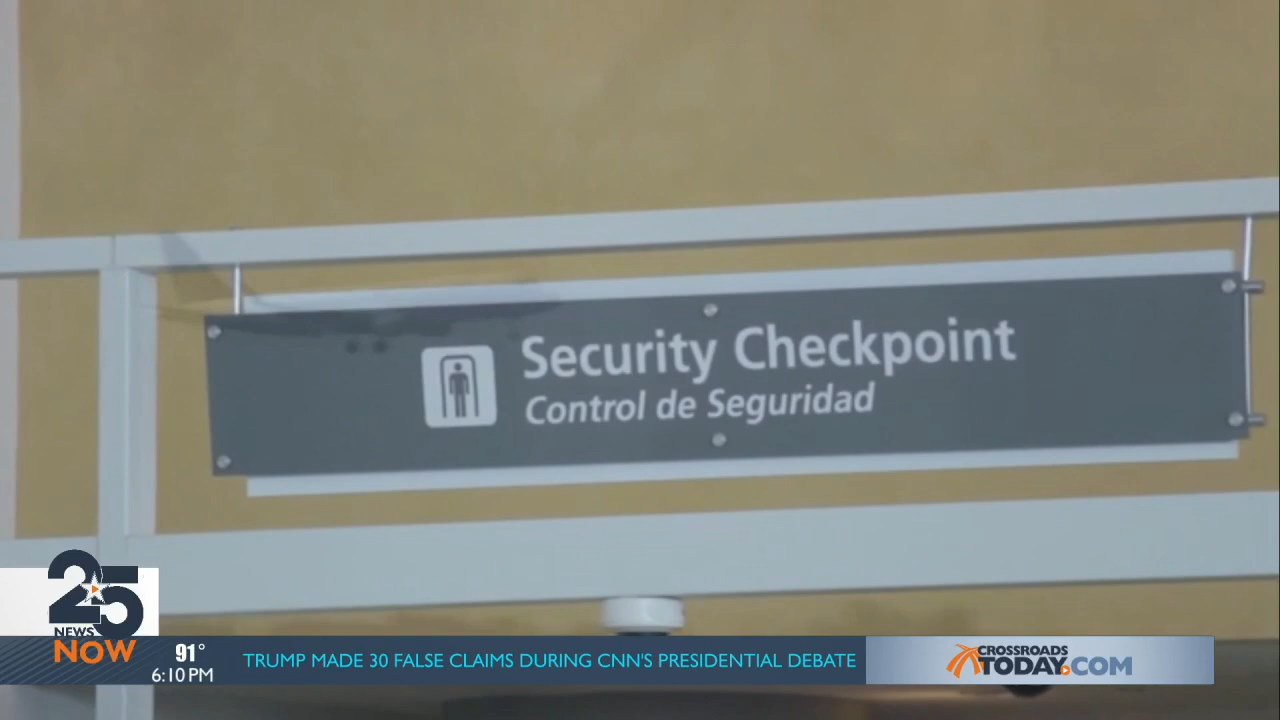 Security Checkpoint
Control de Seguridad
25
NEWS
NOW
91°
6:10 PM
TRUMP MADE 30 FALSE CLAIMS DURING CNN'S PRESIDENTIAL DEBATE
CROSSROADS
TODAY.COM